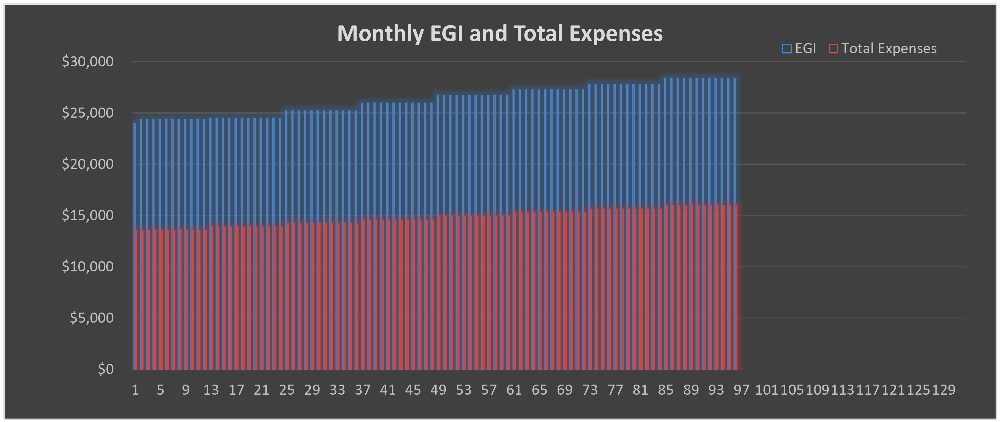 Monthly EGI and Total Expenses
EGI Total Expenses
$30,000
$25,000
$20,000
$15,000
$10,000
$5,000
$0
1 5 9 13 17 21 25 29 33 37 41 45 49 53 57 61 65 69 73 77 81 85 89 93 97 101 105 109 113 117 121 125 129